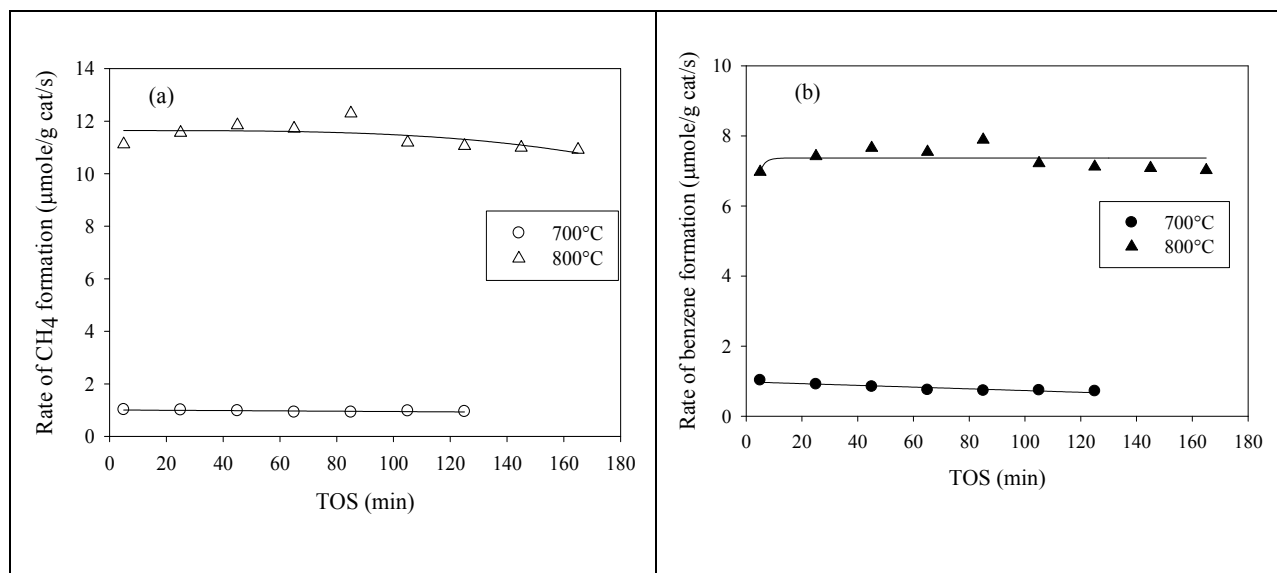 (a)
Rate of CH4 formation (μmole/g cat/s)
14
12
10
8
6
4
2
0
700°C
800°C
0 20 40 60 80 100 120 140 160 180
TOS (min)
(b)
Rate of benzene formation (μmole/g cat/s)
10
8
6
4
2
0
700°C
800°C
0 20 40 60 80 100 120 140 160 180
TOS (min)